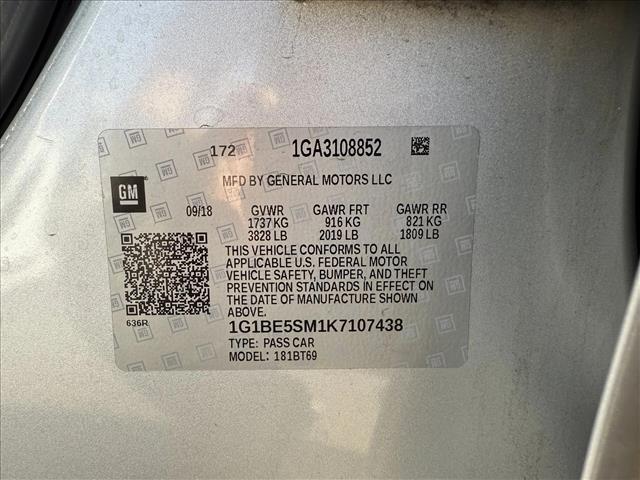 172 1GA3108852
MFD BY GENERAL MOTORS LLC
GM
09/18 GVWR GAWR FRT GAWR RR
1737 KG 916 KG 821 KG
3828 LB 2019 LB 1809 LB
THIS VEHICLE CONFORMS TO ALL
APPLICABLE U.S. FEDERAL MOTOR
VEHICLE SAFETY, BUMPER, AND THEFT
PREVENTION STANDARDS IN EFFECT ON
THE DATE OF MANUFACTURE SHOWN
ABOVE.
636R
1G1BE5SM1K7107438
TYPE: PASS CAR
MODEL: 181BT69